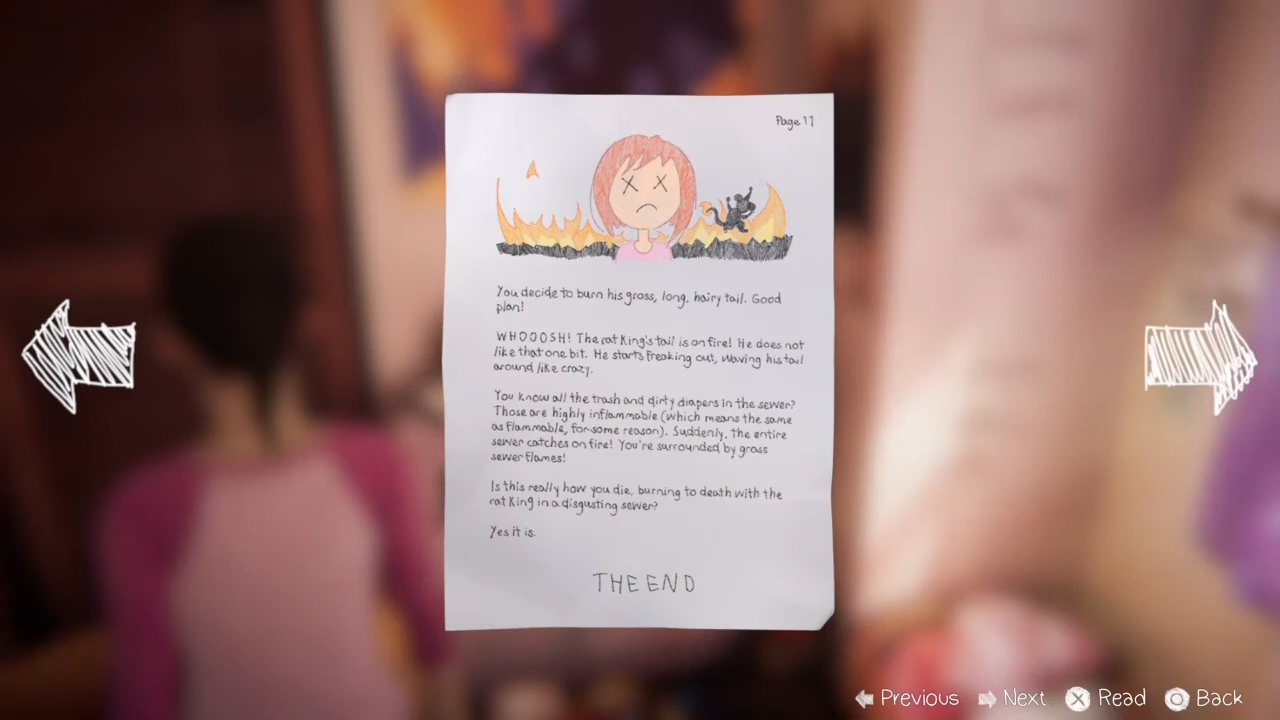 Page 11
You decide to burn his gross, long, hairy tail. Good
plan!
WHOOOSH! The rat King's tail is on fire! He does not
like that one bit. He starts freaking out, waving his tail
around like crazy.
You know all the trash and dirty diapers in the sewer?
Those are highly inflammable (which means the same
as flammable, for some reason). Suddenly, the entire
sewer catches on fire! You're surrounded by gross
sewer flames!
Is this really how you die, burning to death with the
rat King in a disgusting sewer?
Yes it is.
THE END
Previous Next Read Back